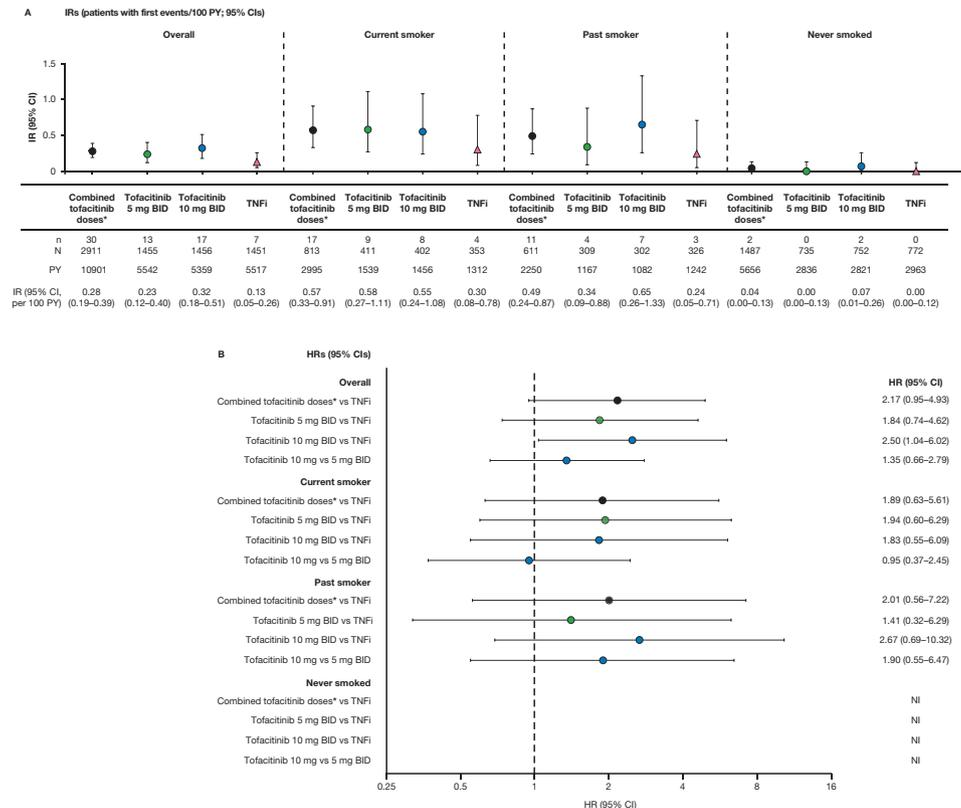 A IRs (patients with first events/100 PY; 95% CIs)
Overall Current smoker Past smoker Never smoked
1.5
1.0
0.5
0
IR (95% CI)
Combined tofacitinib doses* Tofacitinib 5 mg BID Tofacitinib 10 mg BID TNFi Combined tofacitinib doses* Tofacitinib 5 mg BID Tofacitinib 10 mg BID TNFi Combined tofacitinib doses* Tofacitinib 5 mg BID Tofacitinib 10 mg BID TNFi Combined tofacitinib doses* Tofacitinib 5 mg BID Tofacitinib 10 mg BID TNFi
n 30 13 17 7 17 9 8 4 11 4 7 3 2 0 2 0
N 2911 1455 1456 1451 813 411 402 353 611 309 302 326 1487 735 752 772
PY 10901 5542 5359 5517 2995 1539 1456 1312 2250 1167 1082 1242 5656 2836 2821 2963
IR (95% CI, 0.28 0.23 0.32 0.13 0.57 0.58 0.55 0.30 0.49 0.34 0.65 0.24 0.04 0.00 0.07 0.00
per 100 PY) (0.19–0.39) (0.12–0.40) (0.18–0.51) (0.05–0.26) (0.33–0.91) (0.27–1.11) (0.24–1.08) (0.08–0.78) (0.24–0.87) (0.09–0.88) (0.26–1.33) (0.05–0.71) (0.00–0.13) (0.00–0.13) (0.01–0.26) (0.00–0.12)
B HRs (95% CIs)
Overall HR (95% CI)
Combined tofacitinib doses* vs TNFi 2.17 (0.95–4.93)
Tofacitinib 5 mg BID vs TNFi 1.84 (0.74–4.62)
Tofacitinib 10 mg BID vs TNFi 2.50 (1.04–6.02)
Tofacitinib 10 mg vs 5 mg BID 1.35 (0.66–2.79)
Current smoker
Combined tofacitinib doses* vs TNFi 1.89 (0.63–5.61)
Tofacitinib 5 mg BID vs TNFi 1.94 (0.60–6.29)
Tofacitinib 10 mg BID vs TNFi 1.83 (0.55–6.09)
Tofacitinib 10 mg vs 5 mg BID 0.95 (0.37–2.45)
Past smoker
Combined tofacitinib doses* vs TNFi 2.01 (0.56–7.22)
Tofacitinib 5 mg BID vs TNFi 1.41 (0.32–6.29)
Tofacitinib 10 mg BID vs TNFi 2.67 (0.69–10.32)
Tofacitinib 10 mg vs 5 mg BID 1.90 (0.55–6.47)
Never smoked
Combined tofacitinib doses* vs TNFi NI
Tofacitinib 5 mg BID vs TNFi NI
Tofacitinib 10 mg BID vs TNFi NI
Tofacitinib 10 mg vs 5 mg BID NI
0.25 0.5 1 2 4 8 16
HR (95% CI)